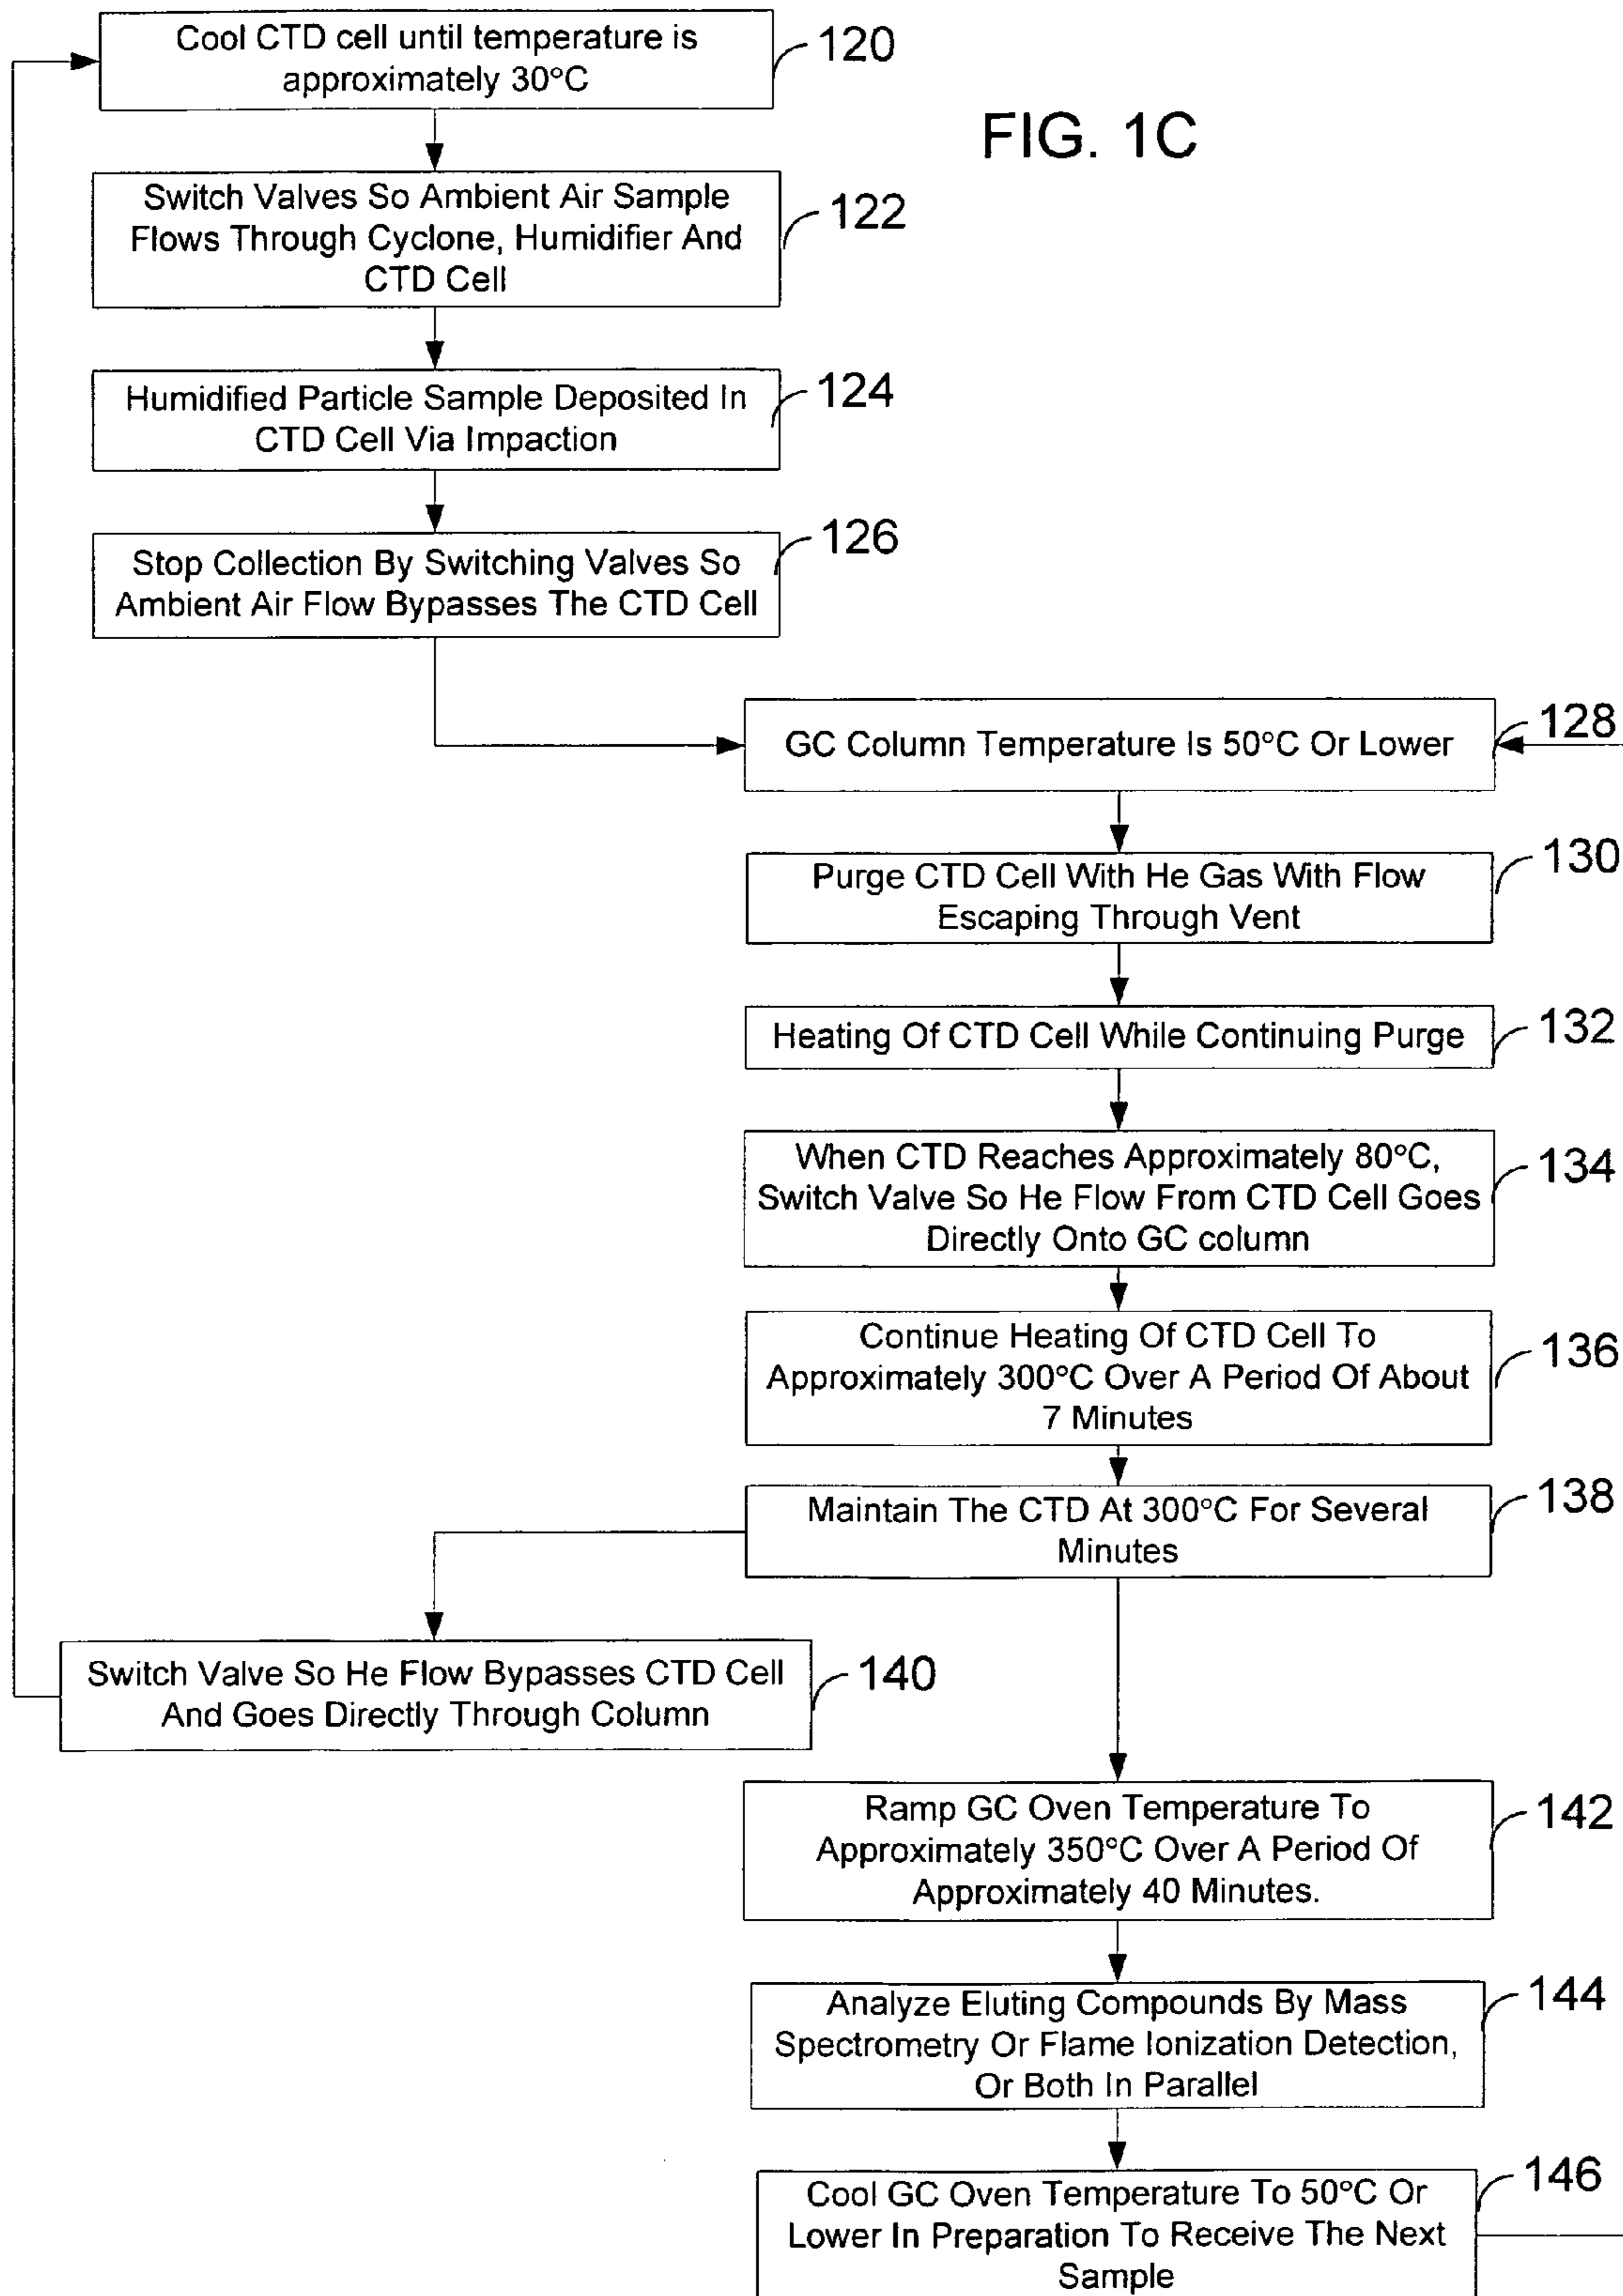 Cool CTD cell until temperature is
approximately 30°C
120
FIG. 1C
Switch Valves So Ambient Air Sample
Flows Through Cyclone, Humidifier And
CTD Cell
122
Humidified Particle Sample Deposited In
CTD Cell Via Impaction
124
Stop Collection By Switching Valves So
Ambient Air Flow Bypasses The CTD Cell
126
GC Column Temperature Is 50°C Or Lower
128
Purge CTD Cell With He Gas With Flow
Escaping Through Vent
130
Heating Of CTD Cell While Continuing Purge
132
When CTD Reaches Approximately 80°C,
Switch Valve So He Flow From CTD Cell Goes
Directly Onto GC column
134
Continue Heating Of CTD Cell To
Approximately 300°C Over A Period Of About
7 Minutes
136
Maintain The CTD At 300°C For Several
Minutes
138
Switch Valve So He Flow Bypasses CTD Cell
And Goes Directly Through Column
140
Ramp GC Oven Temperature To
Approximately 350°C Over A Period Of
Approximately 40 Minutes.
142
Analyze Eluting Compounds By Mass
Spectrometry Or Flame Ionization Detection,
Or Both In Parallel
144
Cool GC Oven Temperature To 50°C Or
Lower In Preparation To Receive The Next
Sample
146